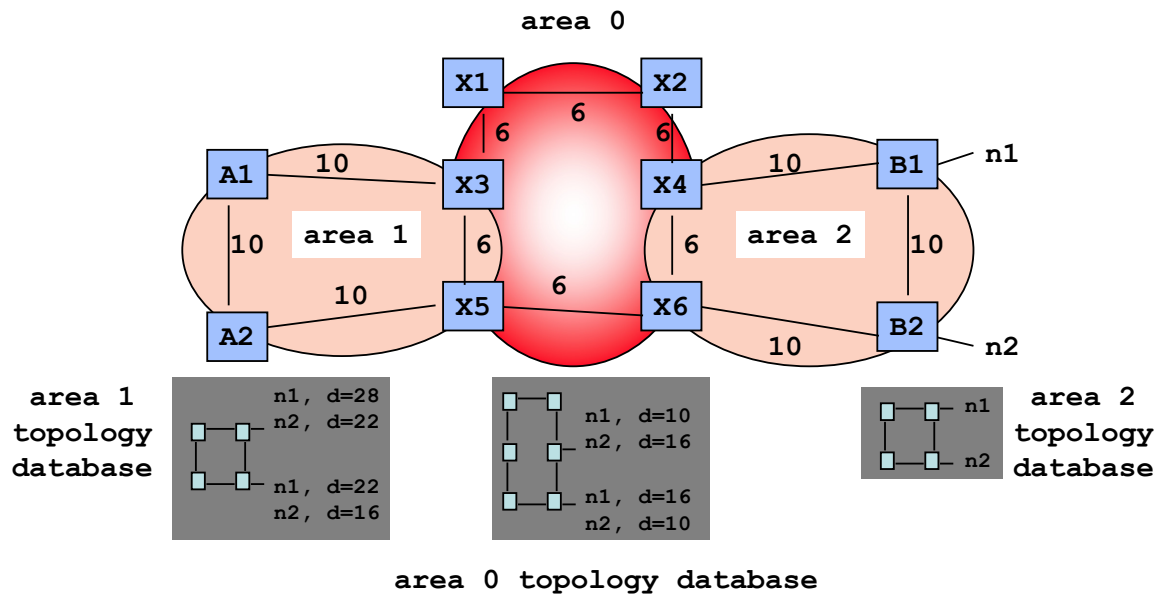 area 0
X1
X2
6
6
6
A1
10
X3
X4
10
B1
n1
10
area 1
6
6
area 2
10
A2
10
X5
6
X6
10
B2
n2
area 1
topology
database
n1, d=28
n2, d=22
n1, d=22
n2, d=16
n1, d=10
n2, d=16
n1, d=16
n2, d=10
n1
n2
area 2
topology
database
area 0 topology database